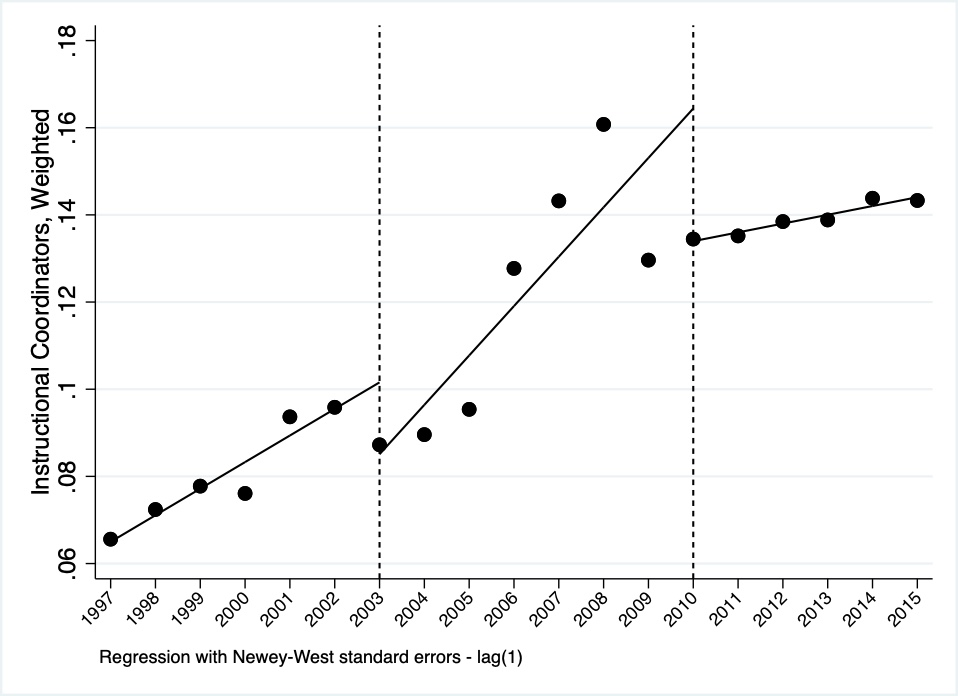 Instructional Coordinators, Weighted
.18
.16
.14
.12
.1
.08
.06
1997 1998 1999 2000 2001 2002 2003 2004 2005 2006 2007 2008 2009 2010 2011 2012 2013 2014 2015
Regression with Newey-West standard errors - lag(1)